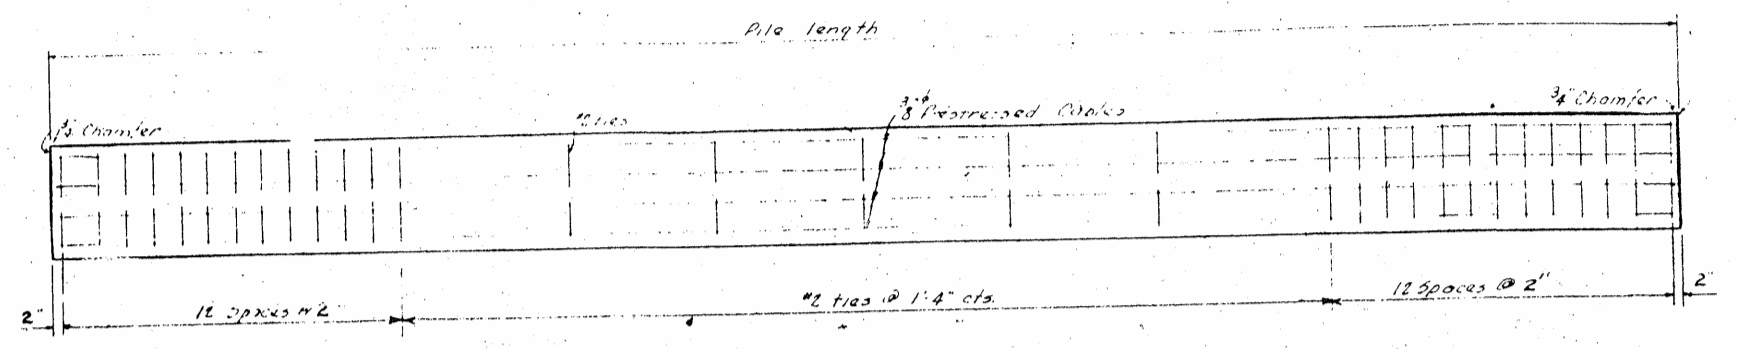 Pile length
3/4" Chamfer
#2 ties
3/8"ϕ Prestressed Cables
3/4" Chamfer
2"
12 Spaces @ 2"
#2 ties @ 1'-4" cts.
12 Spaces @ 2"
2"